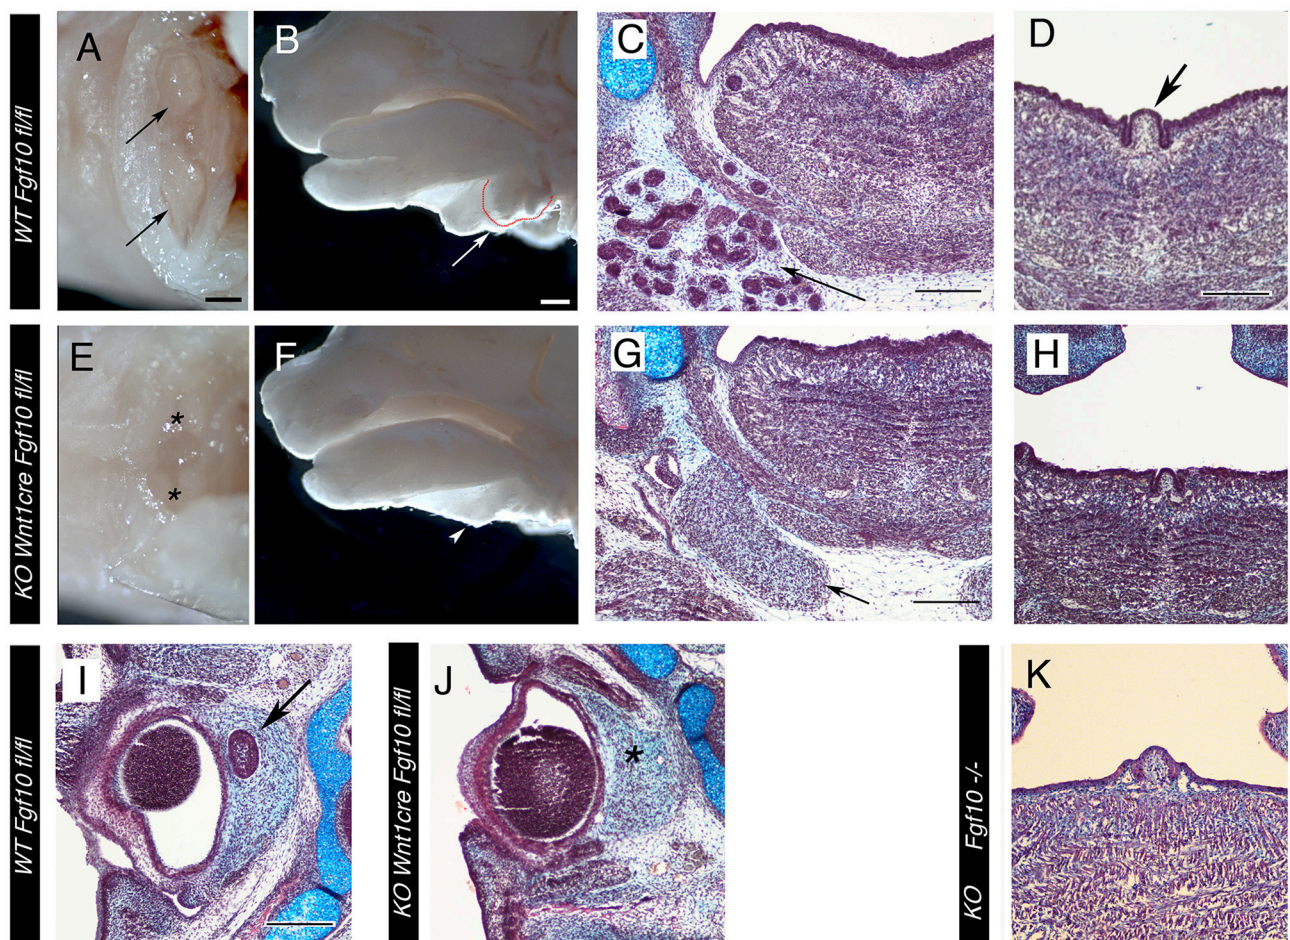 WT Fgf10 fl/fl
A
B
C
D
KO Wnt1cre Fgf10 fl/fl
E
F
G
H
WT Fgf10 fl/fl
I
KO Wnt1cre Fgf10 fl/fl
J
KO Fgf10 -/-
K